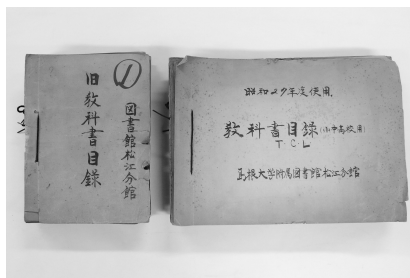 ①
旧教科書目録
図書館松江分館
昭和29年度使用
教科書目録(小中高校用)
T C L
島根大学附属図書館松江分館